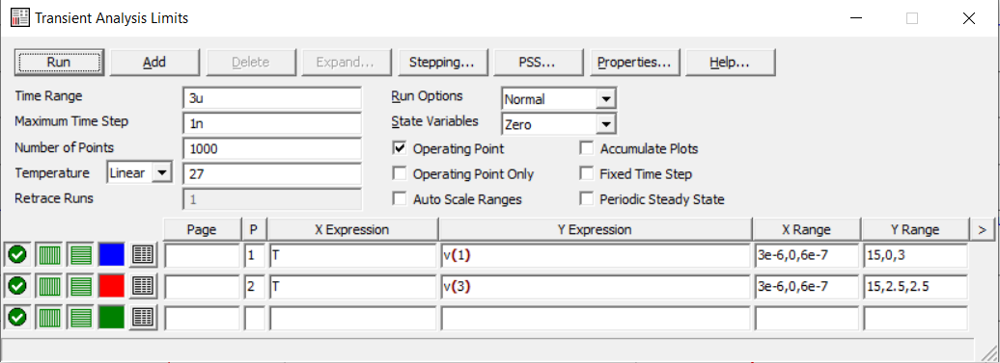 Transient Analysis Limits
Run Add Delete Expand... Stepping... PSS... Properties... Help...
Time Range 3u Run Options Normal
Maximum Time Step 1n State Variables Zero
Number of Points 1000 Operating Point Accumulate Plots
Temperature Linear 27 Operating Point Only Fixed Time Step
Retrace Runs 1 Auto Scale Ranges Periodic Steady State
Page P X Expression Y Expression X Range Y Range >
1 T v(1) 3e-6,0,6e-7 15,0,3
2 T v(3) 3e-6,0,6e-7 15,2.5,2.5